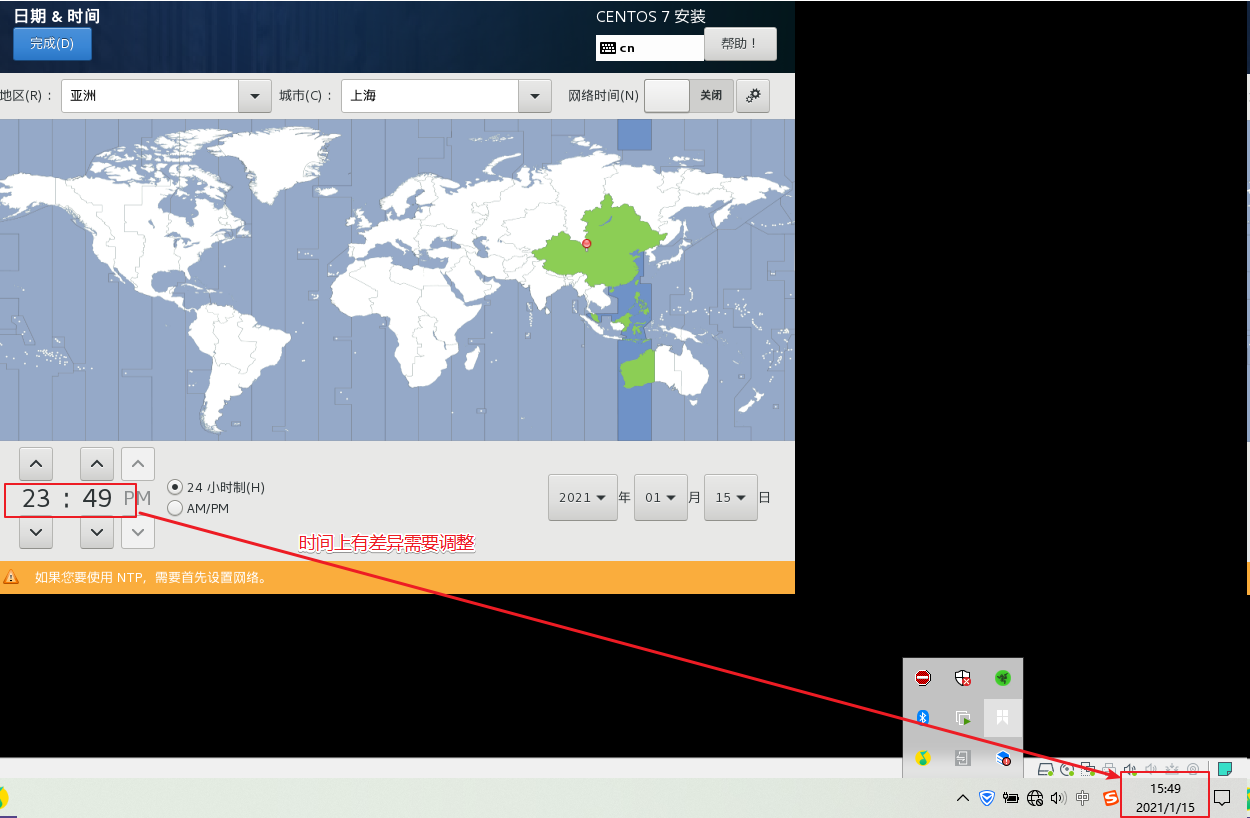 日期 & 时间
CENTOS 7 安装
完成(D)
cn
帮助！
地区(R)： 亚洲 城市(C)： 上海 网络时间(N) 关闭
23 : 49 PM
24 小时制(H)
AM/PM
2021 年 01 月 15 日
时间上有差异需要调整
如果您要使用 NTP，需要首先设置网络。
中
15:49
2021/1/15